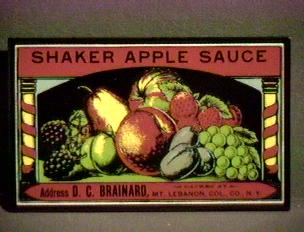 SHAKER APPLE SAUCE
Address D. C. BRAINARD, MT. LEBANON, COL. CO., N. Y.